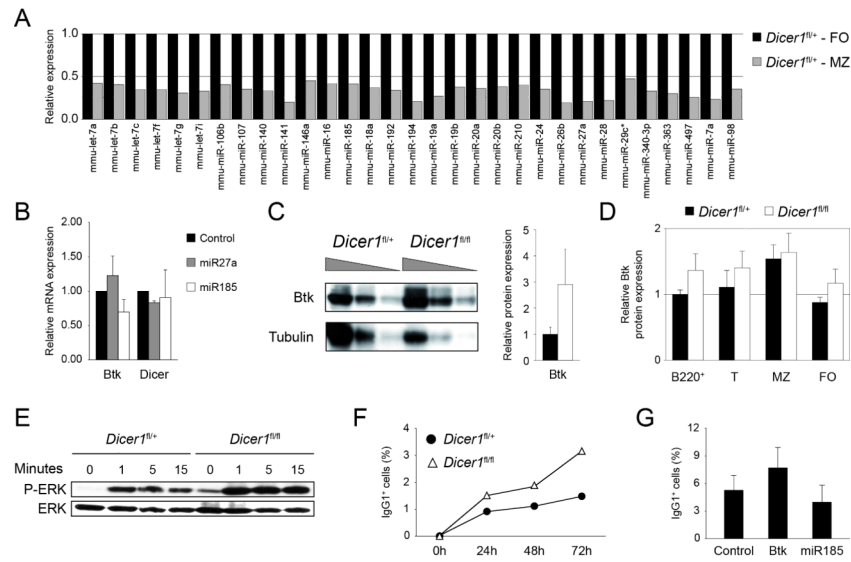 A
Relative expression
1.0
0.5
0.0
Dicer1fl/+ - FO
Dicer1fl/+ - MZ
mmu-let-7a
mmu-let-7b
mmu-let-7c
mmu-let-7f
mmu-let-7g
mmu-let-7i
mmu-miR-106b
mmu-miR-107
mmu-miR-140
mmu-miR-141
mmu-miR-146a
mmu-miR-16
mmu-miR-185
mmu-miR-18a
mmu-miR-192
mmu-miR-194
mmu-miR-19a
mmu-miR-19b
mmu-miR-20a
mmu-miR-20b
mmu-miR-210
mmu-miR-24
mmu-miR-26b
mmu-miR-27a
mmu-miR-28
mmu-miR-29c*
mmu-miR-340-3p
mmu-miR-363
mmu-miR-497
mmu-miR-7a
mmu-miR-98
B
Relative mRNA expression
2.00
1.50
1.00
0.50
0.00
Control
miR27a
miR185
Btk
Dicer
C
Dicer1fl/+
Dicer1fl/fl
Btk
Tubulin
Relative protein expression
5
4
3
2
1
0
Btk
D
Dicer1fl/+
Dicer1fl/fl
Relative Btk
protein expression
2
1
0
B220+
T
MZ
FO
E
Dicer1fl/+
Dicer1fl/fl
Minutes 0 1 5 15 0 1 5 15
P-ERK
ERK
F
IgG1+ cells (%)
4
3
2
1
0
Dicer1fl/+
Dicer1fl/fl
0h
24h
48h
72h
G
IgG1+ cells (%)
12
9
6
3
0
Control
Btk
miR185